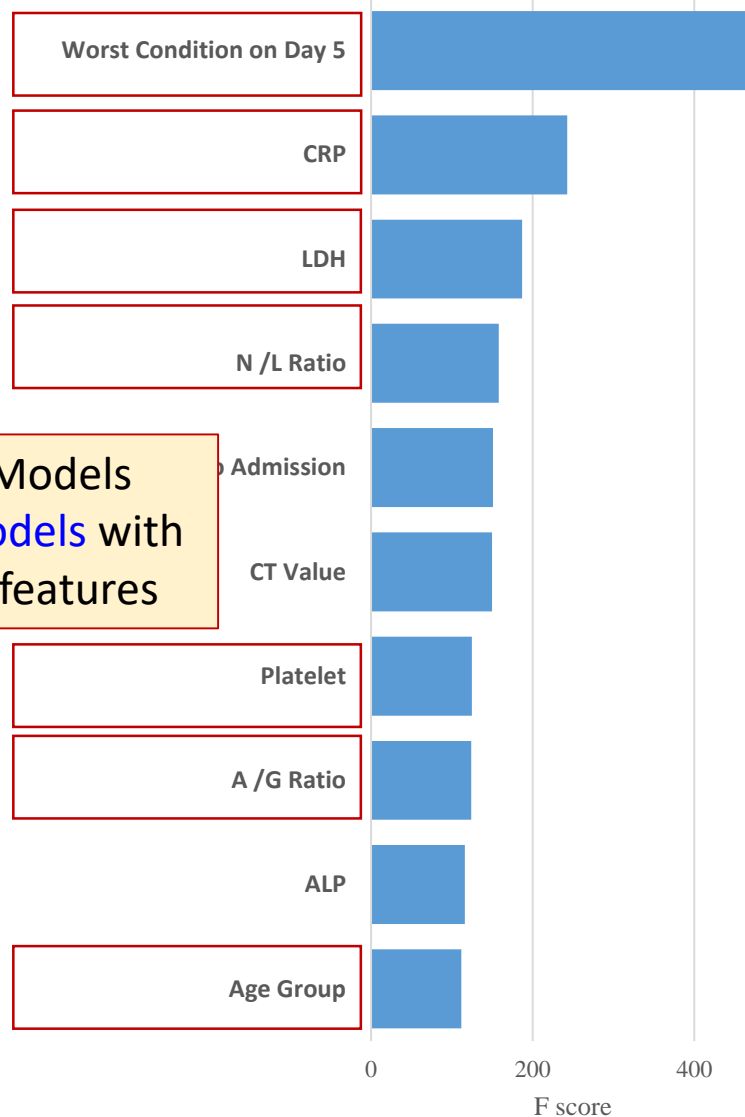 Worst Condition on Day 5
CRP
LDH
N /L Ratio
Admission
Models
odels with
features
CT Value
Platelet
A /G Ratio
ALP
Age Group
0 200 400
F score